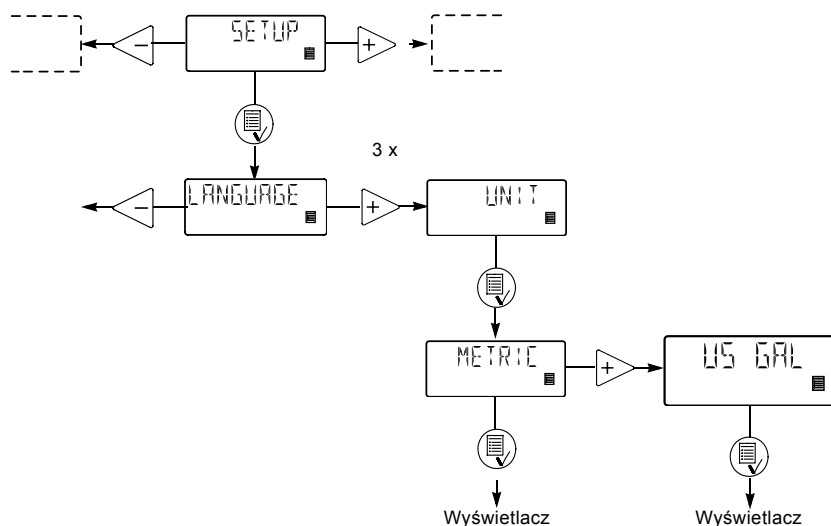 SETUP
3 x
LANGUAGE
UNIT
METRIC
US GAL
Wyświetlacz
Wyświetlacz